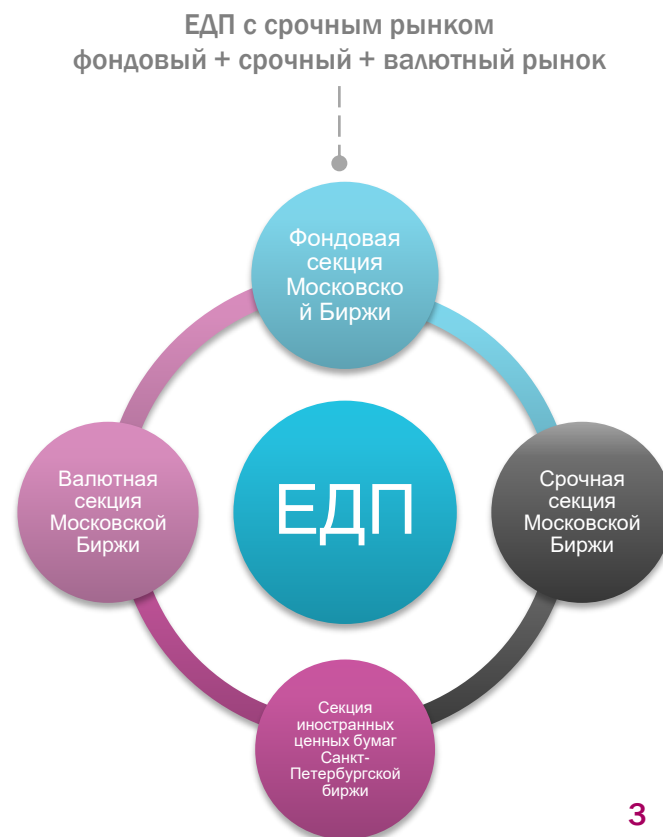 ЕДП с срочным рынком
фондовый + срочный + валютный рынок
Фондовая
секция
Московско
й Биржи
Валютная
секция
Московской
Биржи
ЕДП
Срочная
секция
Московской
Биржи
Секция
иностранных
ценных бумаг
Санкт-
Петербургской
биржи
3